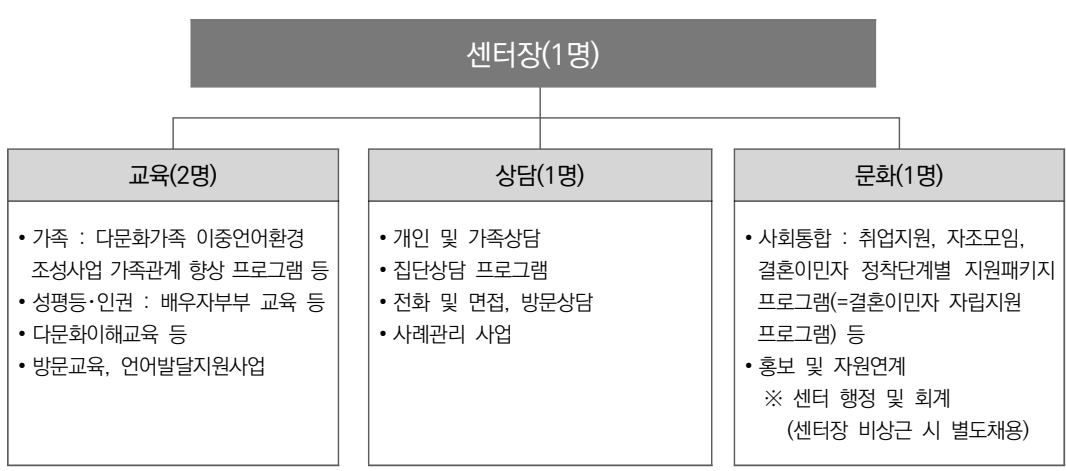 센터장(1명)
교육(2명)
• 가족 : 다문화가족 이중언어환경
조성사업 가족관계 향상 프로그램 등
• 성평등·인권 : 배우자부부 교육 등
• 다문화이해교육 등
• 방문교육, 언어발달지원사업
상담(1명)
• 개인 및 가족상담
• 집단상담 프로그램
• 전화 및 면접, 방문상담
• 사례관리 사업
문화(1명)
• 사회통합 : 취업지원, 자조모임,
결혼이민자 정착단계별 지원패키지
프로그램(=결혼이민자 자립지원
프로그램) 등
• 홍보 및 자원연계
※ 센터 행정 및 회계
(센터장 비상근 시 별도채용)